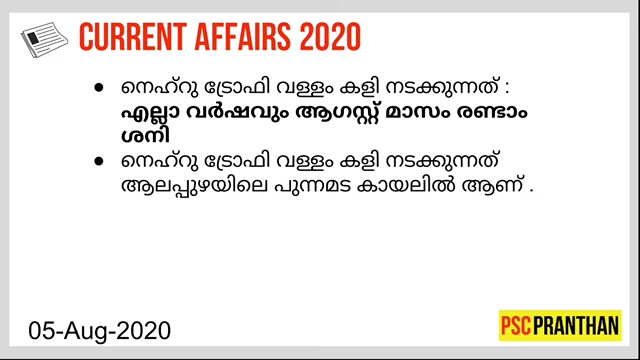 CURRENT AFFAIRS 2020
● നെഹ്റു ട്രോഫി വള്ളം കളി നടക്കുന്നത് :
എല്ലാ വർഷവും ആഗസ്റ്റ് മാസം രണ്ടാം
ശനി
● നെഹ്റു ട്രോഫി വള്ളം കളി നടക്കുന്നത്
ആലപ്പുഴയിലെ പുന്നമട കായലിൽ ആണ് .
05-Aug-2020
PSC PRANTHAN